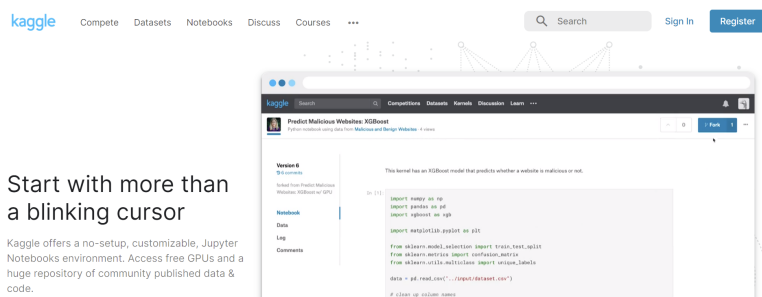 kaggle Compete Datasets Notebooks Discuss Courses ••• Search Sign In Register
kaggle Search Competitions Datasets Kernels Discussion Learn •••
Predict Malicious Websites: XGBoost
Python notebook using data from Malicious and Benign Websites · 4 views
0 Fork 1 •••
Start with more than
a blinking cursor
Kaggle offers a no-setup, customizable, Jupyter
Notebooks environment. Access free GPUs and a
huge repository of community published data &
code.
Version 6
6 commits
forked from Predict Malicious
Websites: XGBoost w/ GPU
Notebook
Data
Log
Comments
This kernel has an XGBoost model that predicts whether a website is malicious or not.
In [1]:
import numpy as np
import pandas as pd
import xgboost as xgb
import matplotlib.pyplot as plt
from sklearn.model_selection import train_test_split
from sklearn.metrics import confusion_matrix
from sklearn.utils.multiclass import unique_labels
data = pd.read_csv("../input/dataset.csv")
# clean up column names